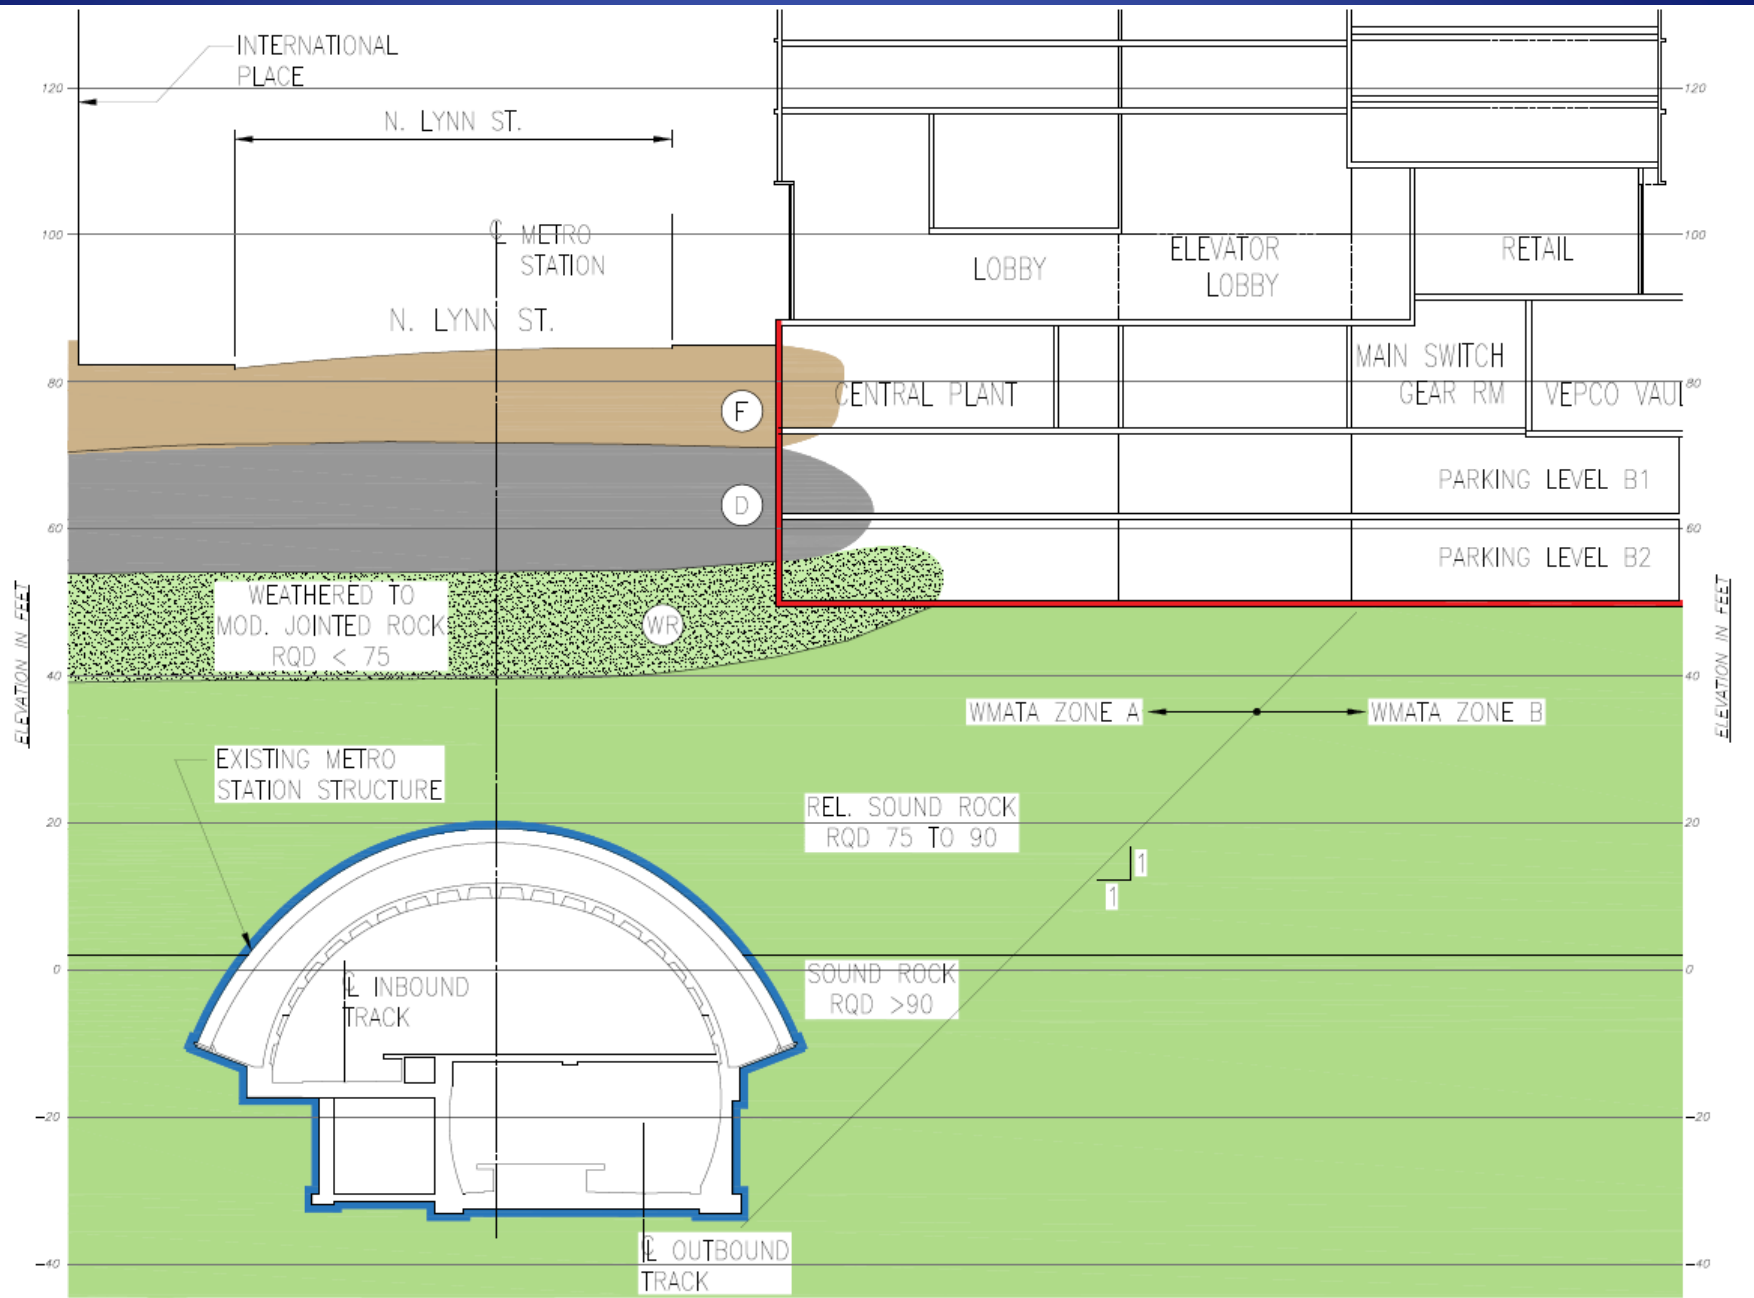 INTERNATIONAL
PLACE
120
120
N. LYNN ST.
100
100
℄ METRO
STATION
ELEVATOR
LOBBY
RETAIL
LOBBY
N. LYNN ST.
MAIN SWITCH
GEAR RM
80
80
CENTRAL PLANT
VEPCO VAUL
F
PARKING LEVEL B1
D
60
60
PARKING LEVEL B2
WEATHERED TO
MOD. JOINTED ROCK
RQD < 75
WR
ELEVATION IN FEET
ELEVATION IN FEET
40
40
WMATA ZONE A
WMATA ZONE B
EXISTING METRO
STATION STRUCTURE
REL. SOUND ROCK
RQD 75 TO 90
20
20
1
1
0
0
SOUND ROCK
RQD >90
℄ INBOUND
TRACK
-20
-20
℄ OUTBOUND
TRACK
-40
-40